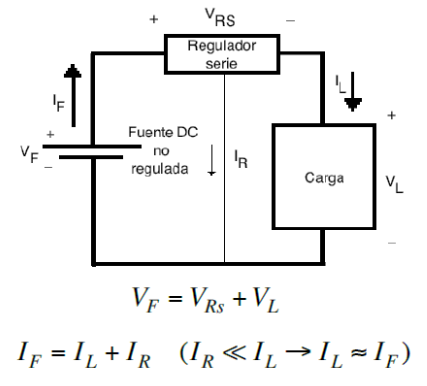 + V_RS −
Regulador
serie
I_F
I_L
+
V_F
−
Fuente DC
no
regulada
I_R
Carga
+
V_L
−
V_F = V_Rs + V_L
I_F = I_L + I_R (I_R ≪ I_L → I_L ≈ I_F)